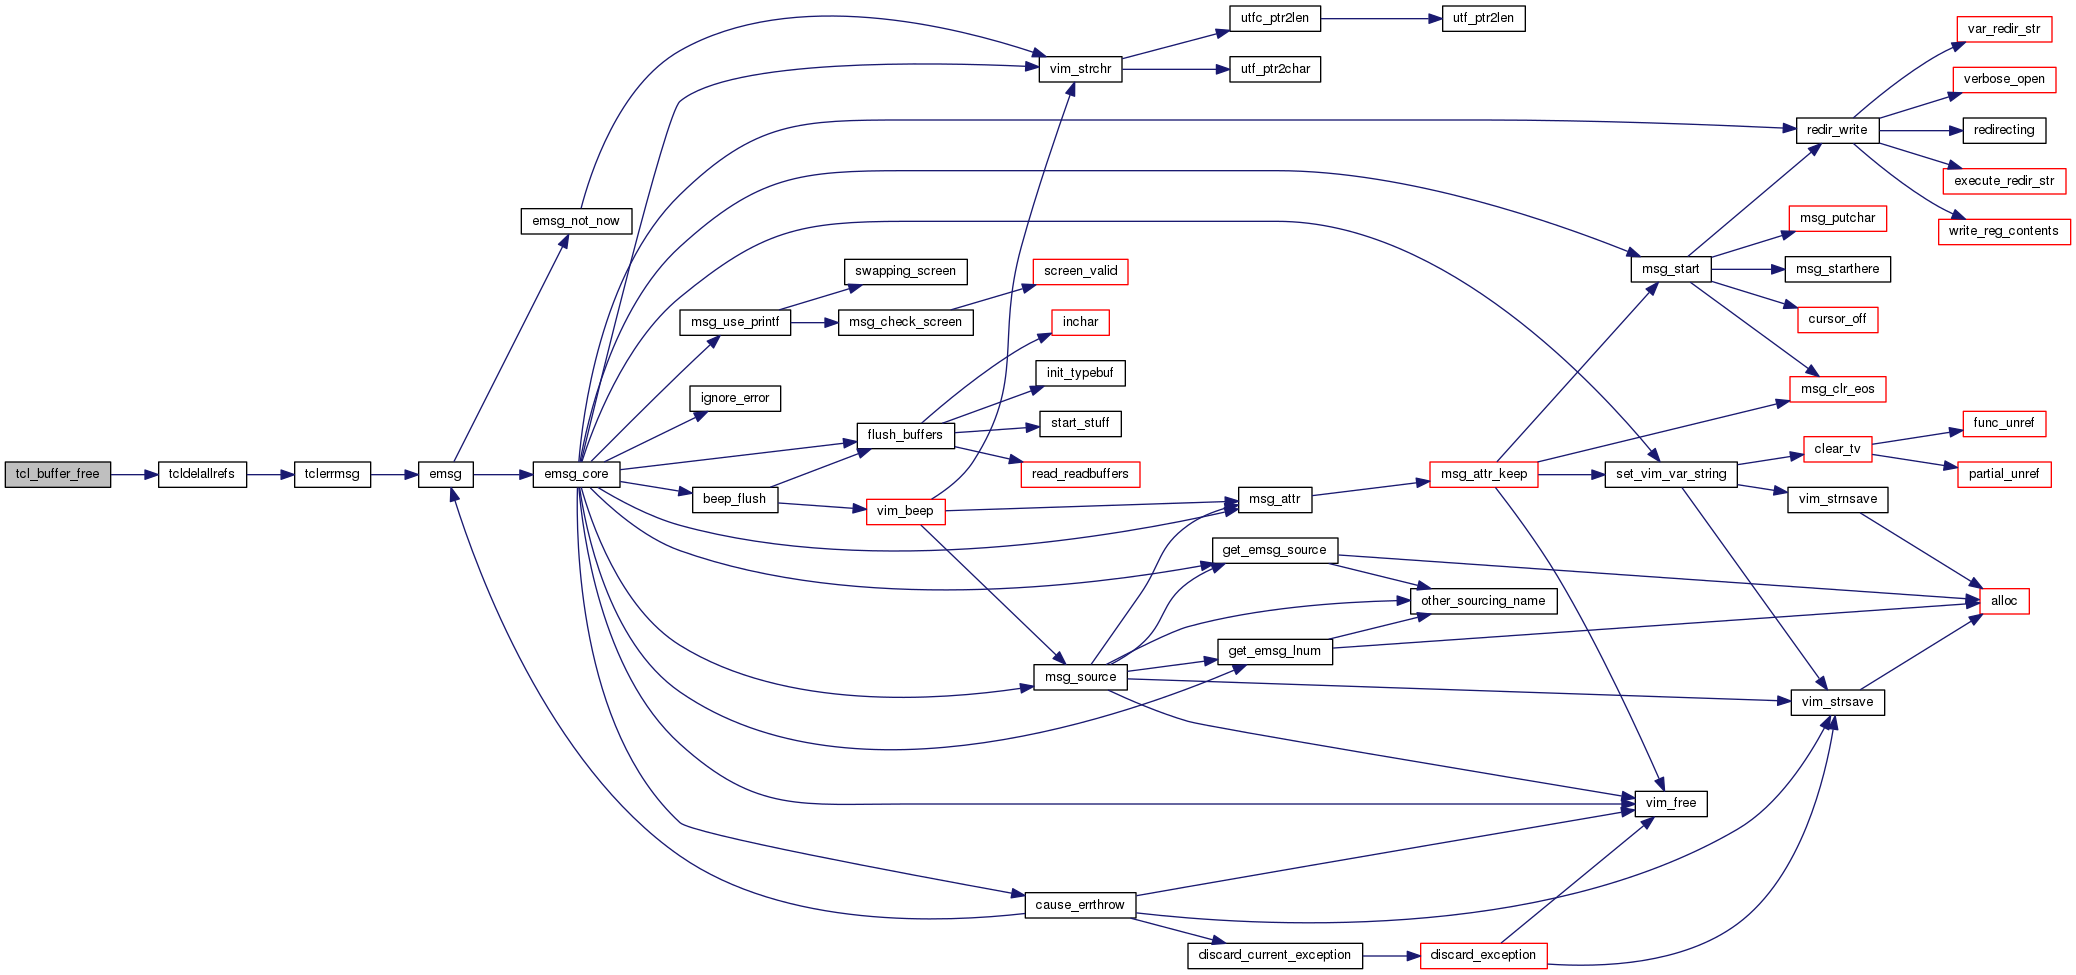 utfc_ptr2len
utf_ptr2len
var_redir_str
vim_strchr
utf_ptr2char
verbose_open
redir_write
redirecting
execute_redir_str
emsg_not_now
msg_putchar
write_reg_contents
swapping_screen
screen_valid
msg_start
msg_starthere
msg_use_printf
msg_check_screen
inchar
cursor_off
init_typebuf
ignore_error
msg_clr_eos
flush_buffers
start_stuff
func_unref
clear_tv
tcl_buffer_free
tcldelallrefs
tclerrmsg
emsg
emsg_core
read_readbuffers
msg_attr_keep
set_vim_var_string
partial_unref
beep_flush
vim_beep
msg_attr
vim_strnsave
get_emsg_source
other_sourcing_name
alloc
get_emsg_lnum
msg_source
vim_strsave
vim_free
cause_errthrow
discard_current_exception
discard_exception